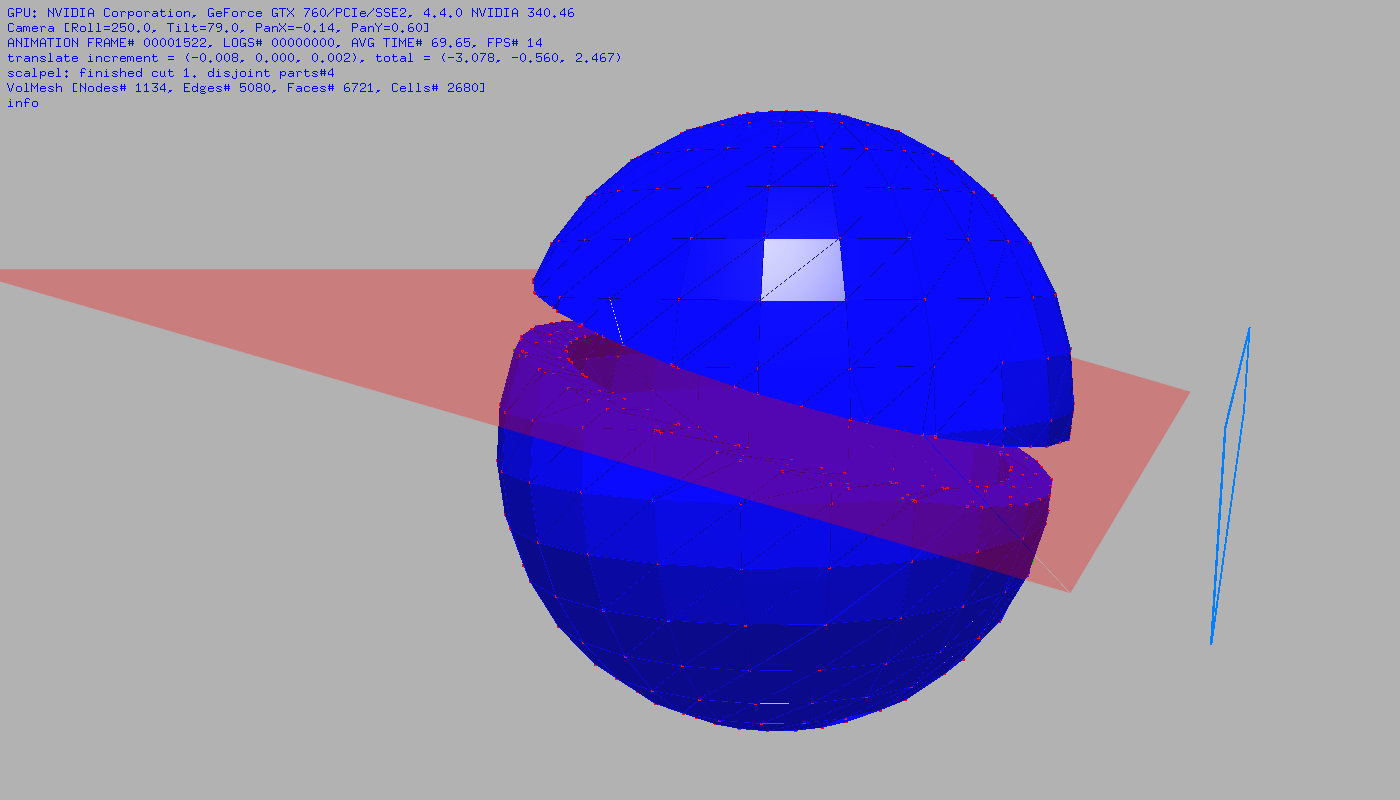 GPU: NVIDIA Corporation, GeForce GTX 760/PCIe/SSE2, 4.4.0 NVIDIA 340.46
Camera [Roll=250.0, Tilt=79.0, PanX=-0.14, PanY=0.60]
ANIMATION FRAME# 00001522, LOGS# 00000000, AVG TIME# 69.65, FPS# 14
translate increment = (-0.008, 0.000, 0.002), total = (-3.078, -0.560, 2.467)
scalpel: finished cut 1. disjoint parts#4
VolMesh [Nodes# 1134, Edges# 5080, Faces# 6721, Cells# 2680]
info